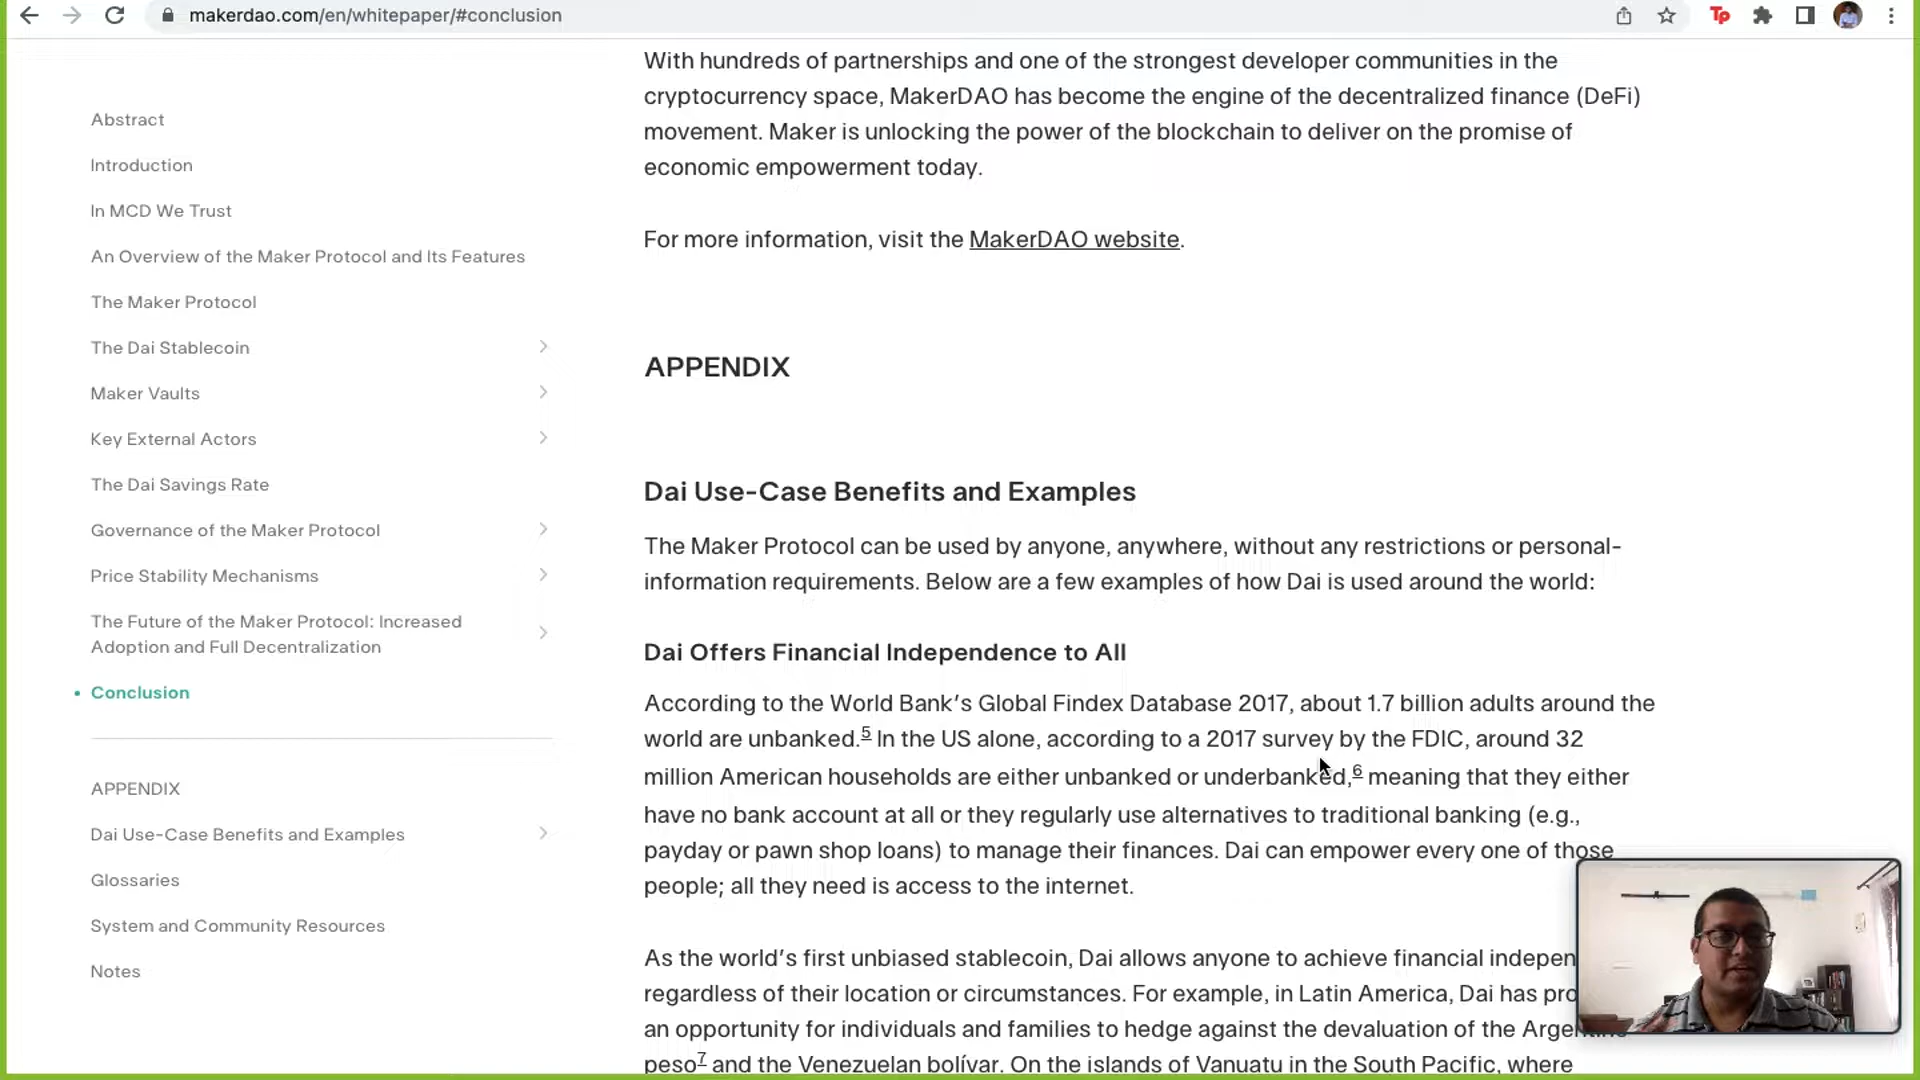 makerdao.com/en/whitepaper/#conclusion
Tp
Abstract
Introduction
In MCD We Trust
An Overview of the Maker Protocol and Its Features
The Maker Protocol
The Dai Stablecoin
Maker Vaults
Key External Actors
The Dai Savings Rate
Governance of the Maker Protocol
Price Stability Mechanisms
The Future of the Maker Protocol: Increased
Adoption and Full Decentralization
• Conclusion
APPENDIX
Dai Use-Case Benefits and Examples
Glossaries
System and Community Resources
Notes
With hundreds of partnerships and one of the strongest developer communities in the
cryptocurrency space, MakerDAO has become the engine of the decentralized finance (DeFi)
movement. Maker is unlocking the power of the blockchain to deliver on the promise of
economic empowerment today.
For more information, visit the MakerDAO website.
APPENDIX
Dai Use-Case Benefits and Examples
The Maker Protocol can be used by anyone, anywhere, without any restrictions or personal-
information requirements. Below are a few examples of how Dai is used around the world:
Dai Offers Financial Independence to All
According to the World Bank's Global Findex Database 2017, about 1.7 billion adults around the
world are unbanked.5 In the US alone, according to a 2017 survey by the FDIC, around 32
million American households are either unbanked or underbanked,6 meaning that they either
have no bank account at all or they regularly use alternatives to traditional banking (e.g.,
payday or pawn shop loans) to manage their finances. Dai can empower every one of those
people; all they need is access to the internet.
As the world's first unbiased stablecoin, Dai allows anyone to achieve financial indepen
regardless of their location or circumstances. For example, in Latin America, Dai has pro
an opportunity for individuals and families to hedge against the devaluation of the Argentine
peso7 and the Venezuelan bolívar. On the islands of Vanuatu in the South Pacific, where